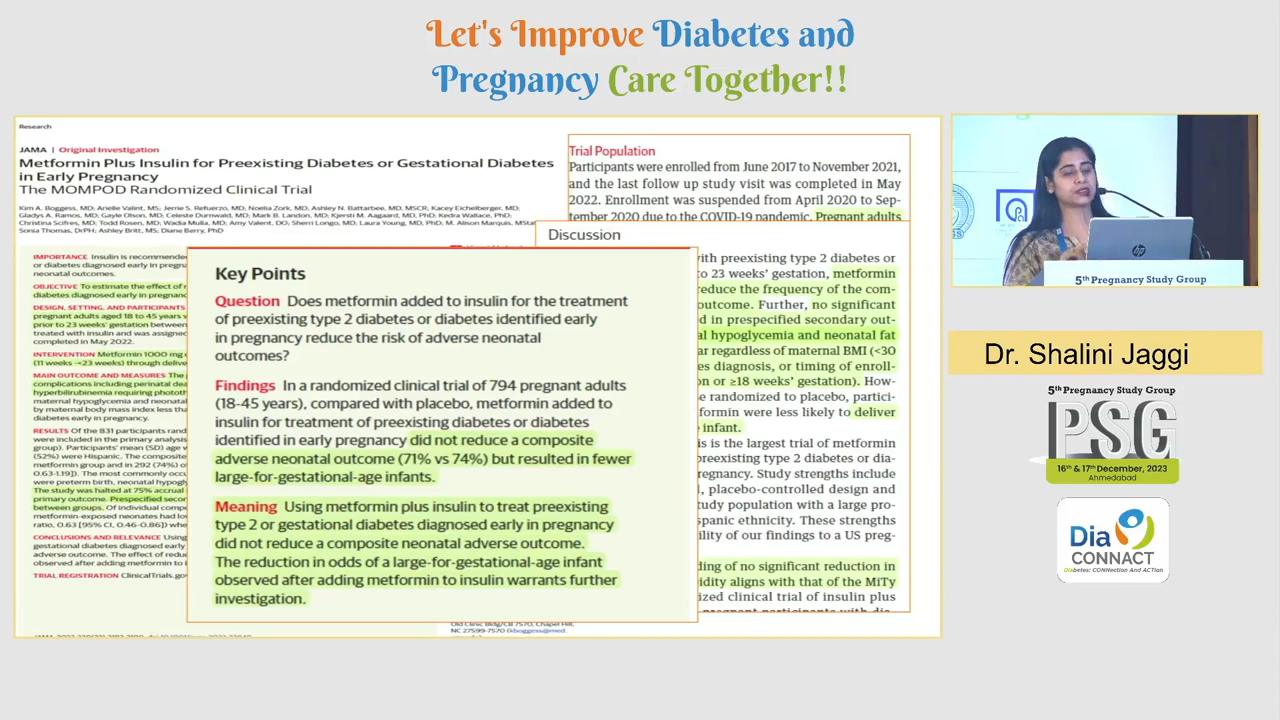 Let's Improve Diabetes and
Pregnancy Care Together!!
Research
JAMA | Original Investigation
Metformin Plus Insulin for Preexisting Diabetes or Gestational Diabetes
in Early Pregnancy
The MOMPOD Randomized Clinical Trial
Kim A. Boggess, MD; Arielle Valint, MS; Jerrie S. Refuerzo, MD; Noelia Zork, MD; Ashley N. Battarbee, MD, MSCR; Kacey Eichelberger, MD;
Gladys A. Ramos, MD; Gayle Olson, MD; Celeste Durnwald, MD; Mark B. Landon, MD; Kjersti M. Aagaard, MD, PhD; Kedra Wallace, PhD;
Christina Scifres, MD; Todd Rosen, MD; Wadia Mulla, MD; Amy Valent, DO; Sherri Longo, MD; Laura Young, MD, PhD; M. Alison Marquis, MStat
Sonia Thomas, DrPH; Ashley Britt, MS; Diane Berry, PhD
IMPORTANCE Insulin is recommende
or diabetes diagnosed early in pregna
neonatal outcomes.
OBJECTIVE To estimate the effect of
diabetes diagnosed early in pregnanc
DESIGN, SETTING, AND PARTICIPANTS
pregnant adults aged 18 to 45 years
prior to 23 weeks' gestation between
treated with insulin and was assigned
completed in May 2022.
INTERVENTION Metformin 1000 mg
(11 weeks -<23 weeks) through delive
MAIN OUTCOME AND MEASURES The
complications including perinatal dea
hyperbilirubinemia requiring phototh
maternal hypoglycemia and neonatal
by maternal body mass index less tha
diabetes early in pregnancy.
RESULTS Of the 831 participants rand
were included in the primary analysis
group). Participants' mean (SD) age w
(52%) were Hispanic. The composite
metformin group and in 292 (74%) of
0.63-1.19]). The most commonly occu
were preterm birth, neonatal hypogl
The study was halted at 75% accrual
primary outcome. Prespecified secon
between groups. Of individual compo
metformin-exposed neonates had low
ratio, 0.63 [95% CI, 0.46-0.86]) whe
CONCLUSIONS AND RELEVANCE Using
gestational diabetes diagnosed early
adverse outcome. The effect of reduc
observed after adding metformin to i
TRIAL REGISTRATION ClinicalTrials.gov
Key Points
Question Does metformin added to insulin for the treatment
of preexisting type 2 diabetes or diabetes identified early
in pregnancy reduce the risk of adverse neonatal
outcomes?
Findings In a randomized clinical trial of 794 pregnant adults
(18-45 years), compared with placebo, metformin added to
insulin for treatment of preexisting diabetes or diabetes
identified in early pregnancy did not reduce a composite
adverse neonatal outcome (71% vs 74%) but resulted in fewer
large-for-gestational-age infants.
Meaning Using metformin plus insulin to treat preexisting
type 2 or gestational diabetes diagnosed early in pregnancy
did not reduce a composite neonatal adverse outcome.
The reduction in odds of a large-for-gestational-age infant
observed after adding metformin to insulin warrants further
investigation.
Trial Population
Participants were enrolled from June 2017 to November 2021,
and the last follow up study visit was completed in May
2022. Enrollment was suspended from April 2020 to Sep-
tember 2020 due to the COVID-19 pandemic. Pregnant adults
Discussion
with preexisting type 2 diabetes or
to 23 weeks' gestation, metformin
reduce the frequency of the com-
outcome. Further, no significant
d in prespecified secondary out-
al hypoglycemia and neonatal fat
ar regardless of maternal BMI (<30
es diagnosis, or timing of enroll-
on or ≥18 weeks' gestation). How-
e randomized to placebo, partici-
formin were less likely to deliver
infant.
is is the largest trial of metformin
preexisting type 2 diabetes or dia-
regnancy. Study strengths include
l, placebo-controlled design and
tudy population with a large pro-
spanic ethnicity. These strengths
ility of our findings to a US preg-
ding of no significant reduction in
idity aligns with that of the MiTy
ized clinical trial of insulin plus
Old Clinic Bldg/CB 7570, Chapel Hill,
NC 27599-7570 (kboggess@med.
hp
5th Pregnancy Study Group
Dr. Shalini Jaggi
5th Pregnancy Study Group
PSG
16th & 17th December, 2023
Ahmedabad
Dia
CONNACT
Diabetes: CONNection And ACTion